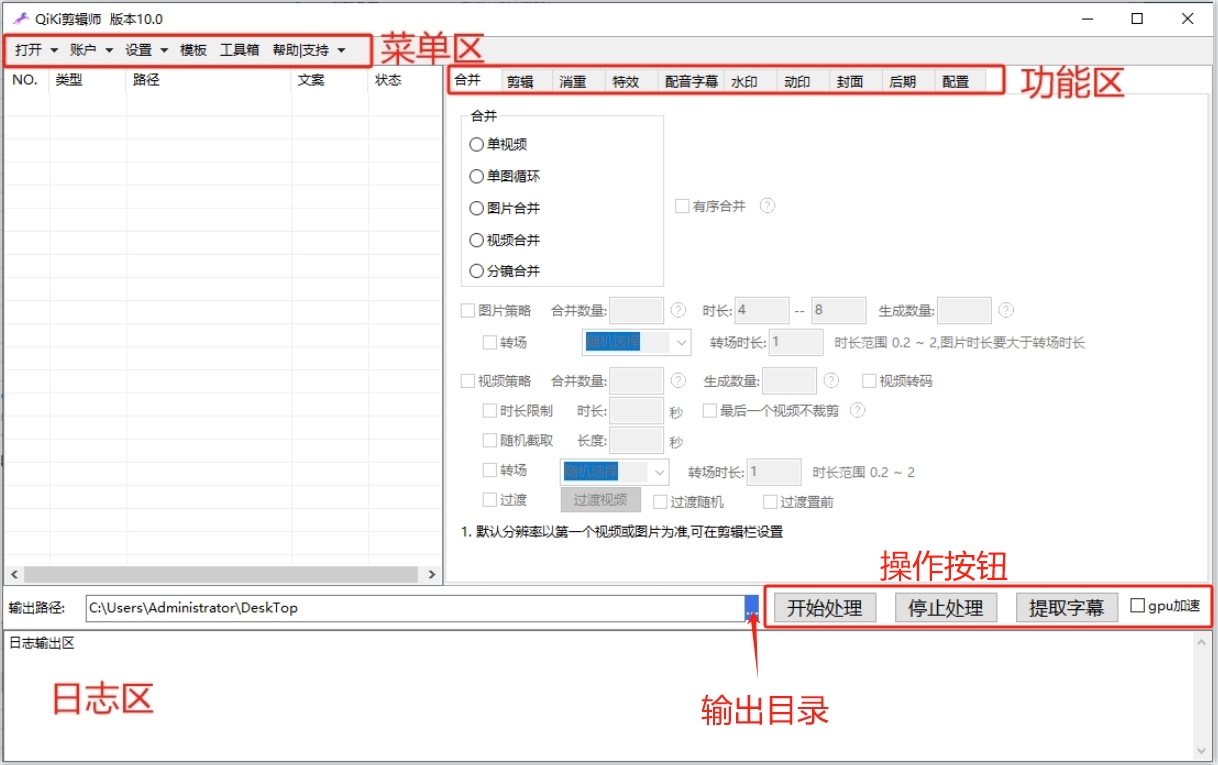 QiKi剪辑师 版本10.0
打开 账户 设置 模板 工具箱 帮助|支持 菜单区
NO. 类型 路径 文案 状态
合并 剪辑 消重 特效 配音字幕 水印 动印 封面 后期 配置 功能区
合并
单视频
单图循环
图片合并
视频合并
分镜合并
有序合并 ?
图片策略 合并数量: ? 时长: 4 -- 8 生成数量: ?
转场 随机选择 转场时长: 1 时长范围 0.2 ~ 2,图片时长要大于转场时长
视频策略 合并数量: ? 生成数量: ? 视频转码
时长限制 时长: 秒 最后一个视频不裁剪 ?
随机截取 长度: 秒
转场 随机选择 转场时长: 1 时长范围 0.2 ~ 2
过渡 过渡视频 过渡随机 过渡置前
1. 默认分辨率以第一个视频或图片为准,可在剪辑栏设置
操作按钮
输出路径: C:\Users\Administrator\DeskTop ... 开始处理 停止处理 提取字幕 gpu加速
日志输出区
日志区
输出目录